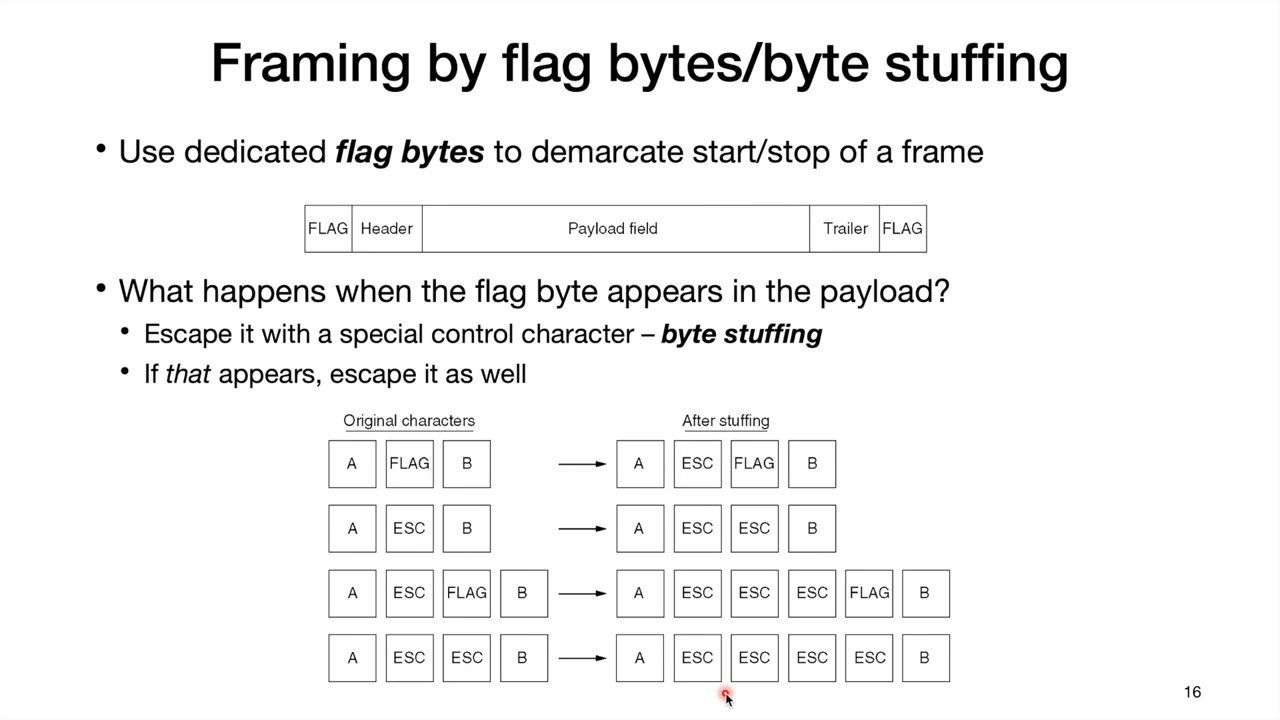 Framing by flag bytes/byte stuffing
• Use dedicated flag bytes to demarcate start/stop of a frame
FLAG Header Payload field Trailer FLAG
• What happens when the flag byte appears in the payload?
• Escape it with a special control character – byte stuffing
• If that appears, escape it as well
Original characters After stuffing
A FLAG B A ESC FLAG B
A ESC B A ESC ESC B
A ESC FLAG B A ESC ESC ESC FLAG B
A ESC ESC B A ESC ESC ESC ESC B
16